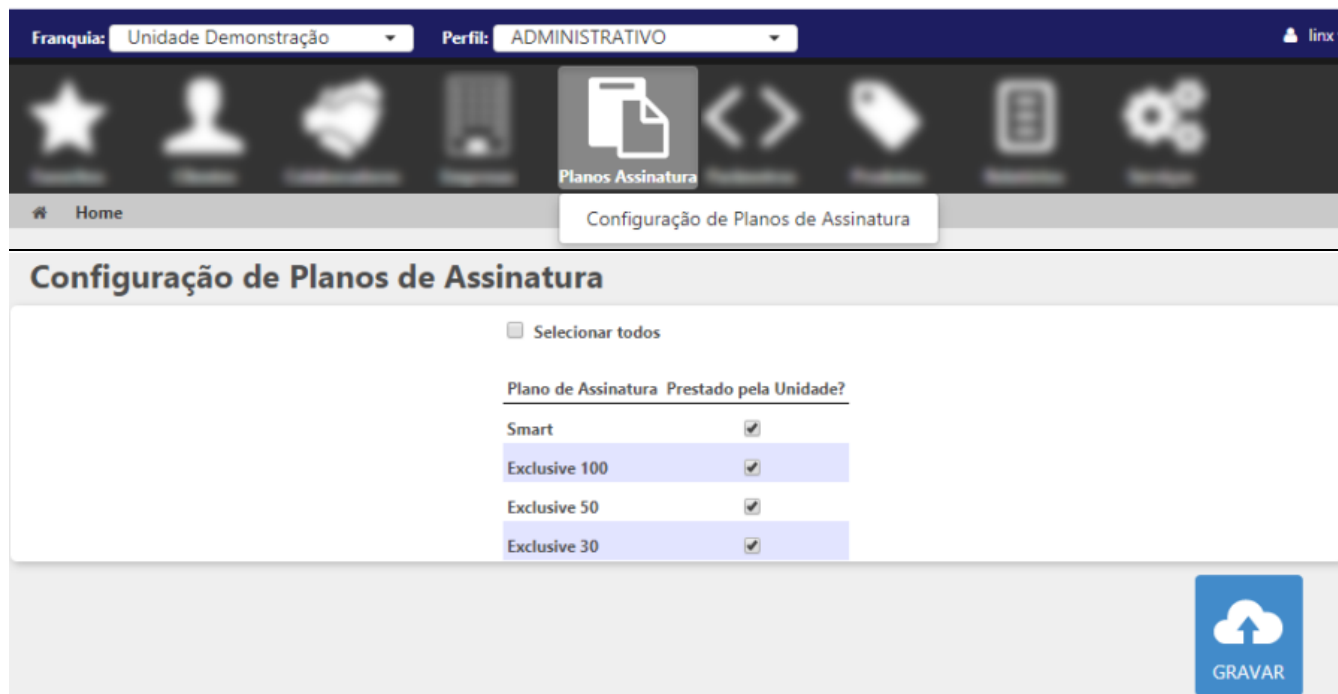 Franquia: Unidade Demonstração Perfil: ADMINISTRATIVO linx
Planos Assinatura
Home
Configuração de Planos de Assinatura
Configuração de Planos de Assinatura
Selecionar todos
Plano de Assinatura Prestado pela Unidade?
Smart
Exclusive 100
Exclusive 50
Exclusive 30
GRAVAR